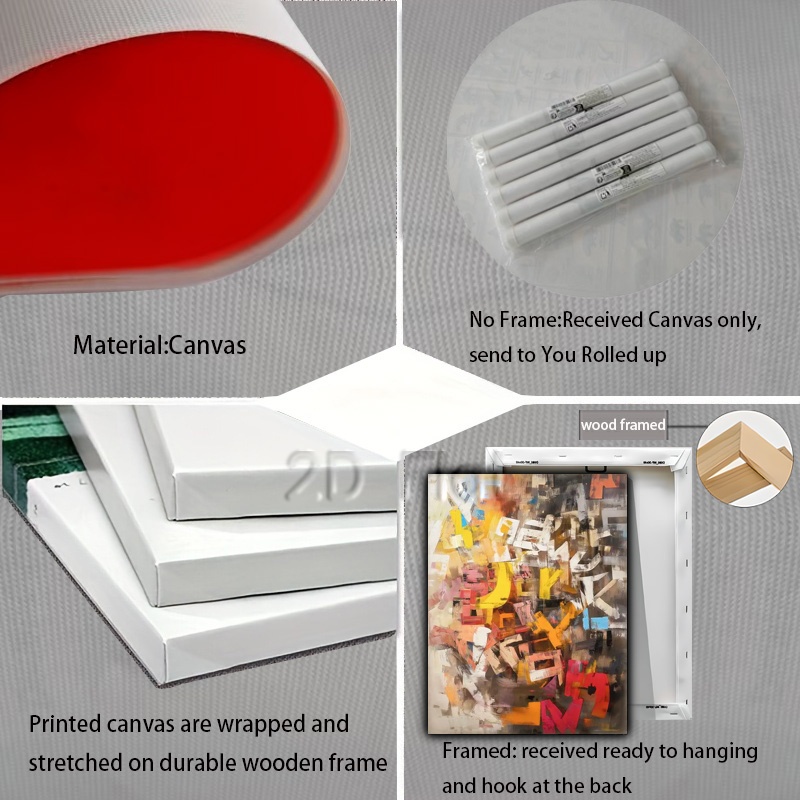 Material:Canvas
No Frame:Received Canvas only,
send to You Rolled up
wood framed
2D
Printed canvas are wrapped and
stretched on durable wooden frame
Framed: received ready to hanging
and hook at the back